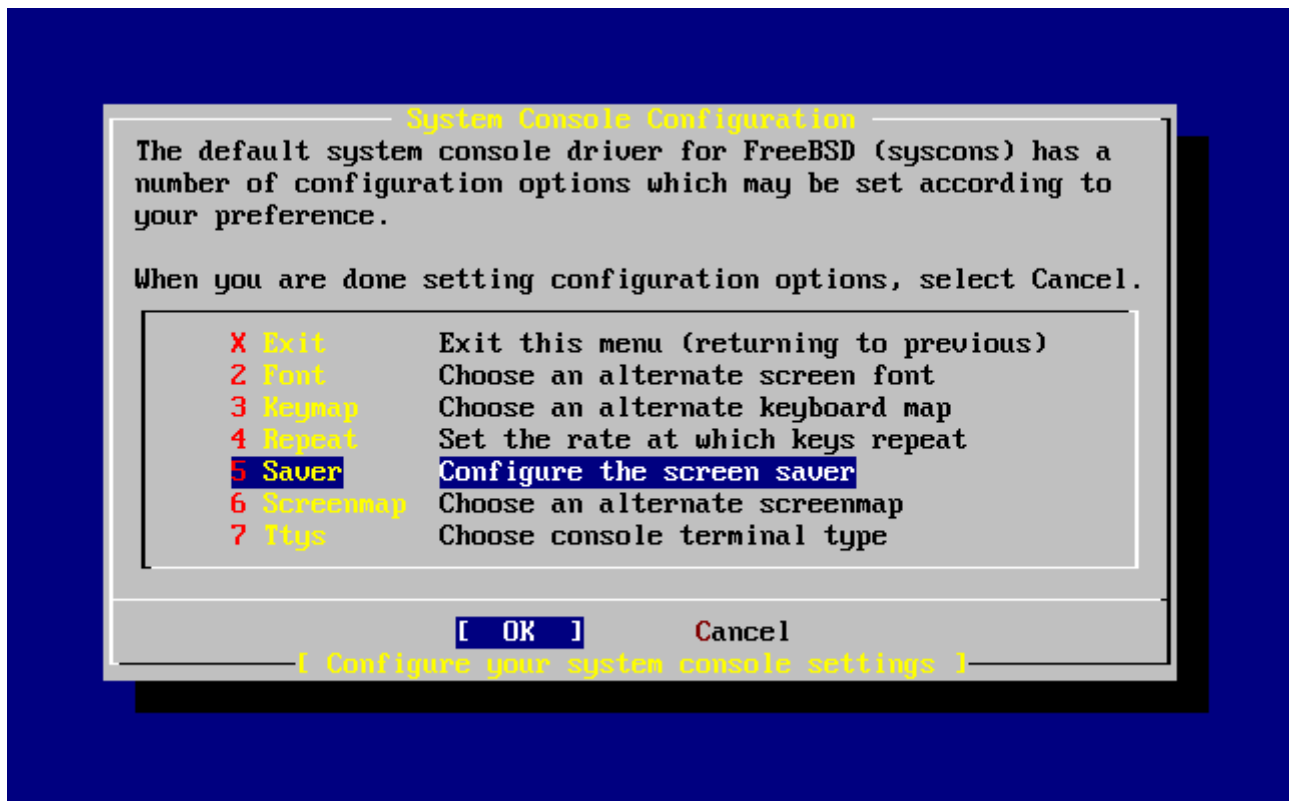 System Console Configuration
The default system console driver for FreeBSD (syscons) has a
number of configuration options which may be set according to
your preference.
When you are done setting configuration options, select Cancel.
X Exit Exit this menu (returning to previous)
2 Font Choose an alternate screen font
3 Keymap Choose an alternate keyboard map
4 Repeat Set the rate at which keys repeat
5 Saver Configure the screen saver
6 Screenmap Choose an alternate screenmap
7 Ttys Choose console terminal type
[ OK ] Cancel
[ Configure your system console settings ]